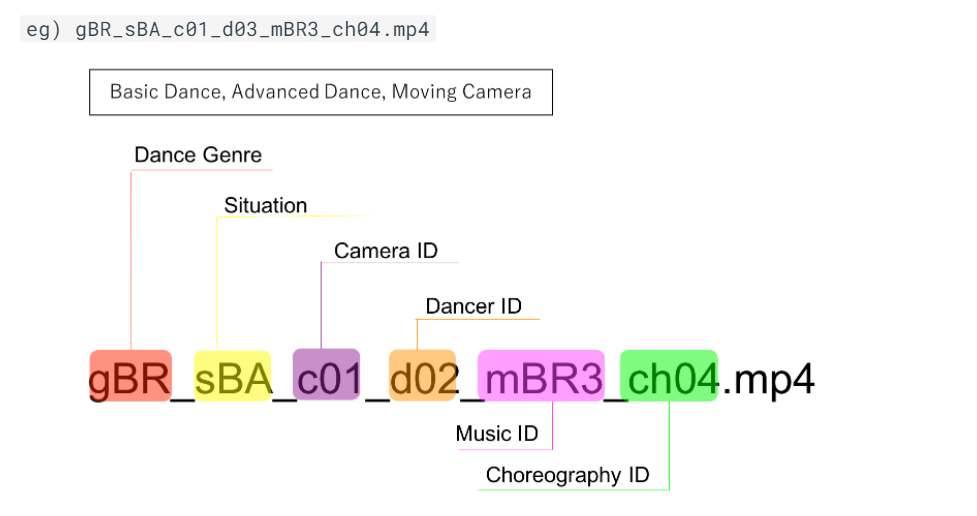 eg) gBR_sBA_c01_d03_mBR3_ch04.mp4
Basic Dance, Advanced Dance, Moving Camera
Dance Genre
Situation
Camera ID
Dancer ID
gBR_sBA_c01_d02_mBR3_ch04.mp4
Music ID
Choreography ID